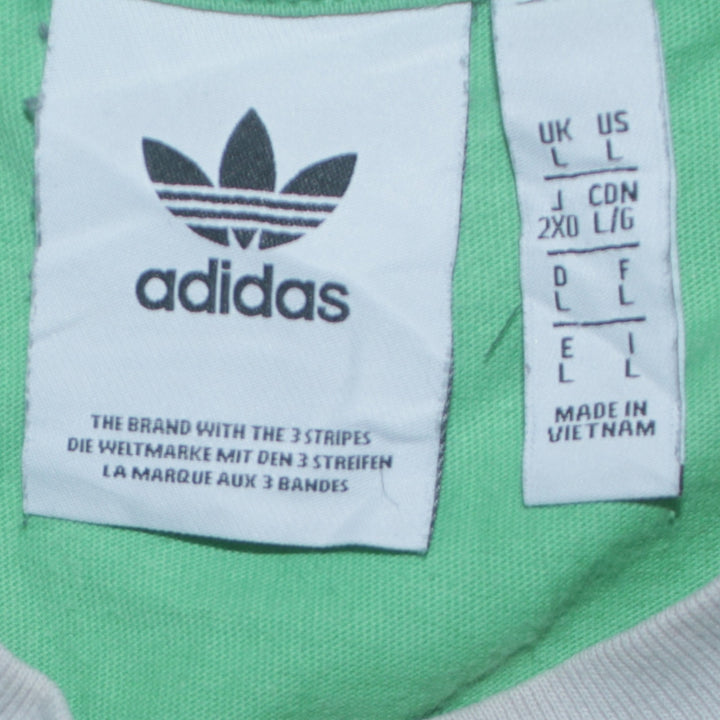 adidas
THE BRAND WITH THE 3 STRIPES
DIE WELTMARKE MIT DEN 3 STREIFEN
LA MARQUE AUX 3 BANDES
UK US
L L
J CDN
2XO L/G
D F
L L
E I
L L
MADE IN
VIETNAM